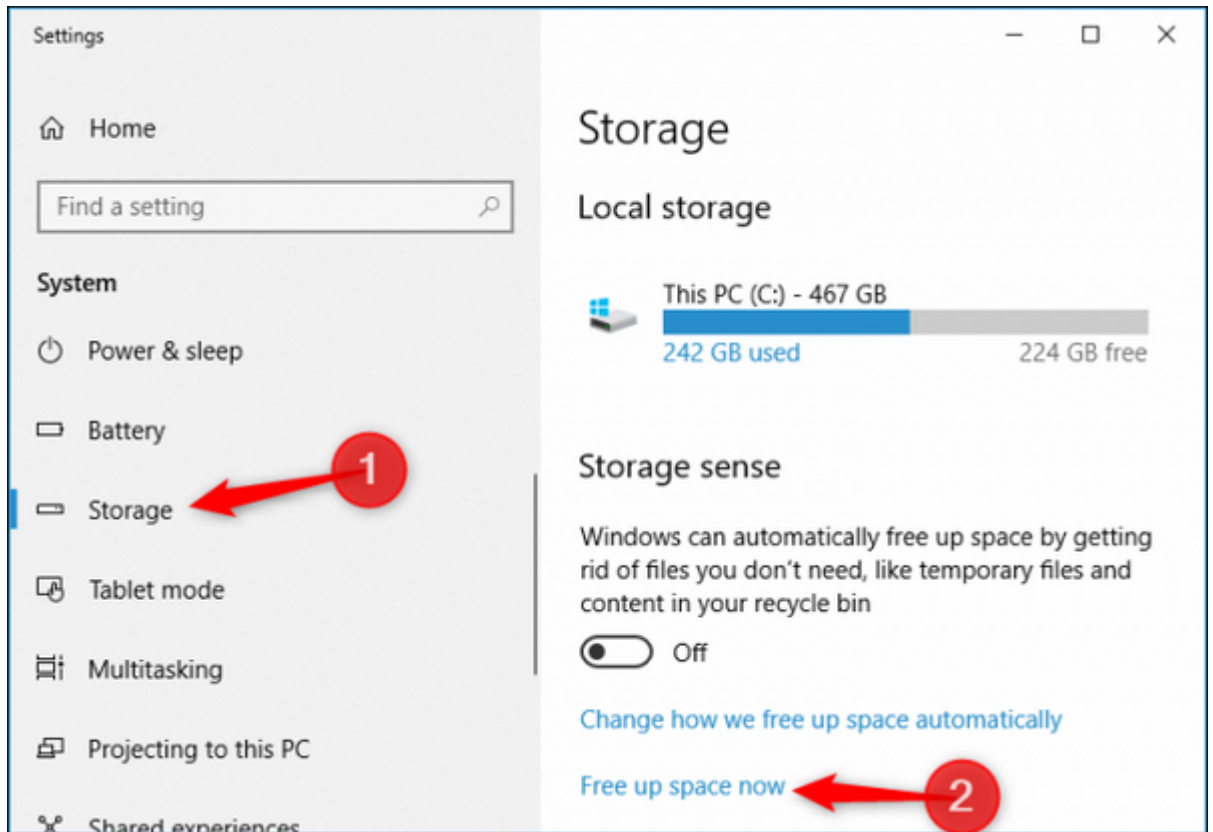 Settings
Home
Find a setting
System
Power & sleep
Battery
1
Storage
Tablet mode
Multitasking
Projecting to this PC
Shared experiences
Storage
Local storage
This PC (C:) - 467 GB
242 GB used 224 GB free
Storage sense
Windows can automatically free up space by getting
rid of files you don't need, like temporary files and
content in your recycle bin
Off
Change how we free up space automatically
Free up space now
2